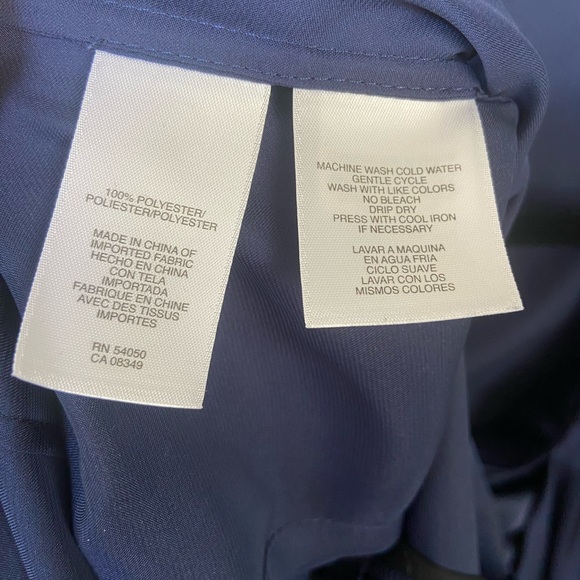 100% POLYESTER/
POLIESTER/POLYESTER
MADE IN CHINA OF
IMPORTED FABRIC
HECHO EN CHINA
CON TELA
IMPORTADA
FABRIQUE EN CHINE
AVEC DES TISSUS
IMPORTES
RN 54050
CA 08349
MACHINE WASH COLD WATER
GENTLE CYCLE
WASH WITH LIKE COLORS
NO BLEACH
DRIP DRY
PRESS WITH COOL IRON
IF NECESSARY
LAVAR A MAQUINA
EN AGUA FRIA
CICLO SUAVE
LAVAR CON LOS
MISMOS COLORES